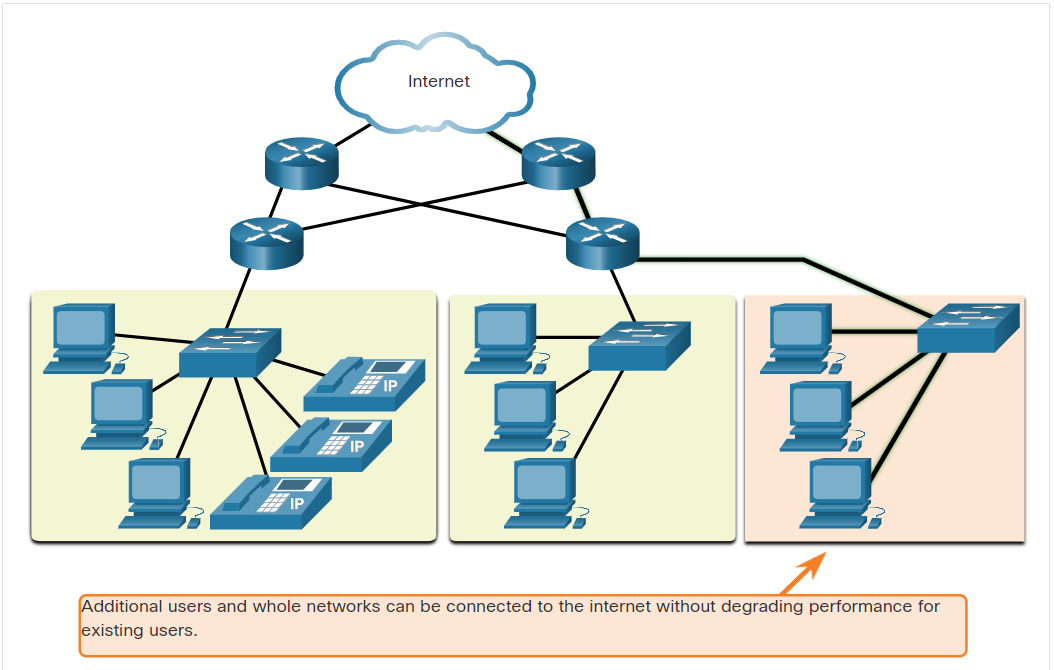 Internet
IP
IP
IP
Additional users and whole networks can be connected to the internet without degrading performance for
existing users.